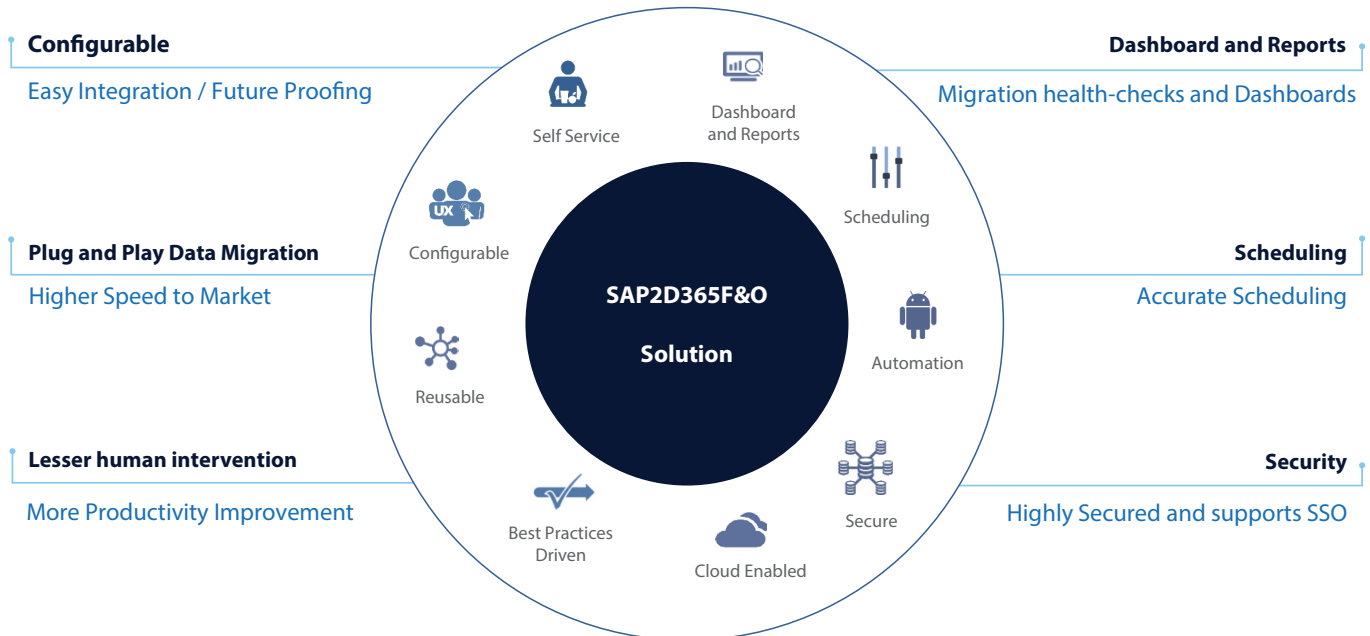 Configurable
Easy Integration / Future Proofing
Plug and Play Data Migration
Higher Speed to Market
Lesser human intervention
More Productivity Improvement
Self Service
Dashboard
and Reports
Scheduling
Automation
Secure
Cloud Enabled
Best Practices
Driven
Reusable
Configurable
UX
SAP2D365F&O
Solution
Dashboard and Reports
Migration health-checks and Dashboards
Scheduling
Accurate Scheduling
Security
Highly Secured and supports SSO